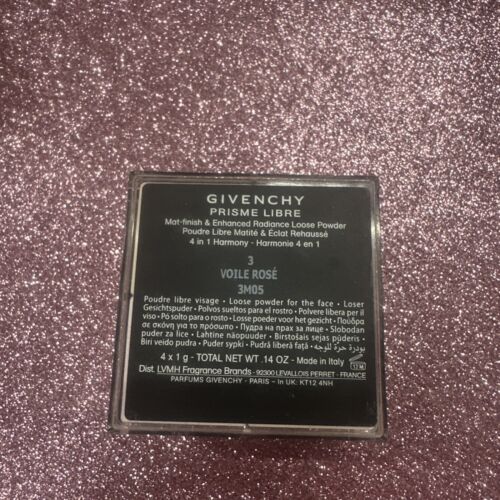 GIVENCHY
PRISME LIBRE
Mat-finish & Enhanced Radiance Loose Powder
Poudre Libre Matité & Éclat Rehaussé
4 in 1 Harmony - Harmonie 4 en 1
3
VOILE ROSÉ
3M05
Poudre libre visage • Loose powder for the face • Loser
Gesichtspuder • Polvos sueltos para el rostro • Polvere libera per il
viso • Pó solto para o rosto • Losse poeder voor het gezicht • Πούδρα
σε σκόνη για το πρόσωπο • Пудра на прах за лице • Slobodan
puder za lice • Lahtine näopuuder • Birstošais sejas pūderis •
Biri veido pudra • Puder sypki • Pudră liberă față • بودرة حرة للوجه
4 x 1 g - TOTAL NET WT .14 OZ - Made in Italy
12 M
Dist. LVMH Fragrance Brands - 92300 LEVALLOIS PERRET - FRANCE
PARFUMS GIVENCHY - PARIS - In UK: KT12 4NH